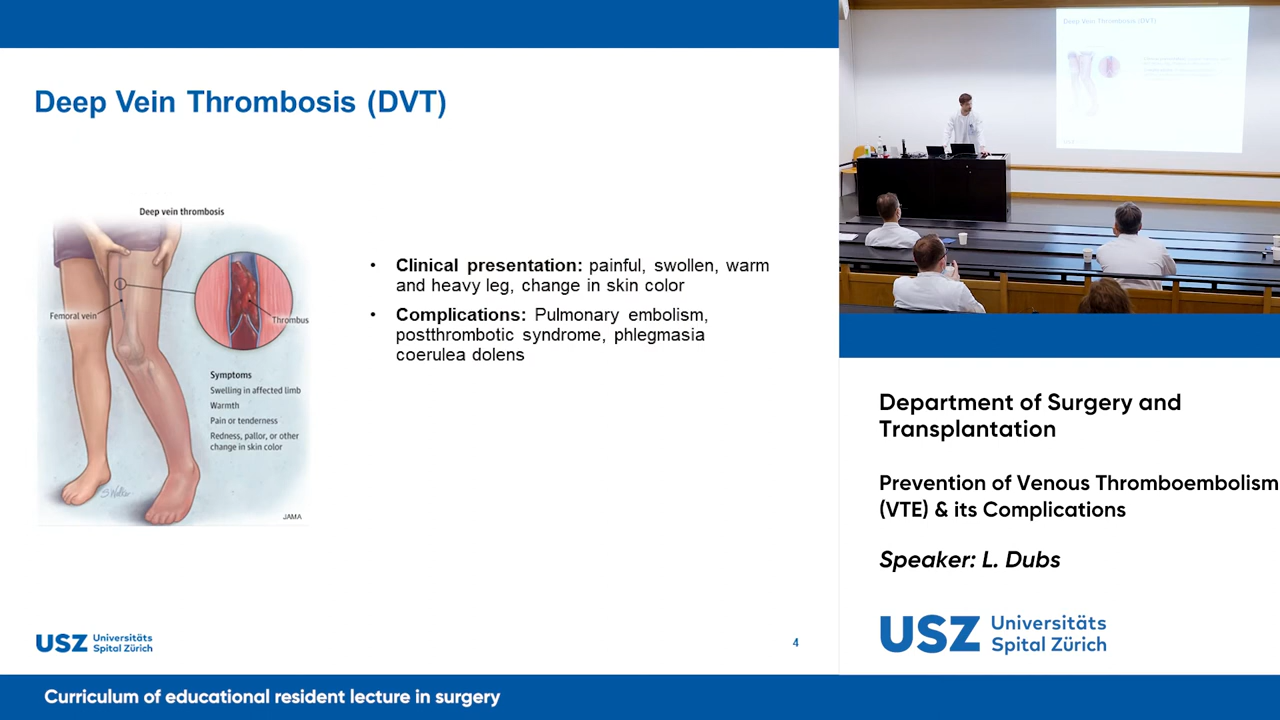 Deep Vein Thrombosis (DVT)
Deep vein thrombosis
Femoral vein
Thrombus
Symptoms
Swelling in affected limb
Warmth
Pain or tenderness
Redness, pallor, or other
change in skin color
JAMA
• Clinical presentation: painful, swollen, warm
and heavy leg, change in skin color
• Complications: Pulmonary embolism,
postthrombotic syndrome, phlegmasia
coerulea dolens
USZ Universitäts
Spital Zürich
4
Deep Vein Thrombosis (DVT)
Department of Surgery and
Transplantation
Prevention of Venous Thromboembolism
(VTE) & its Complications
Speaker: L. Dubs
USZ Universitäts
Spital Zürich
Curriculum of educational resident lecture in surgery